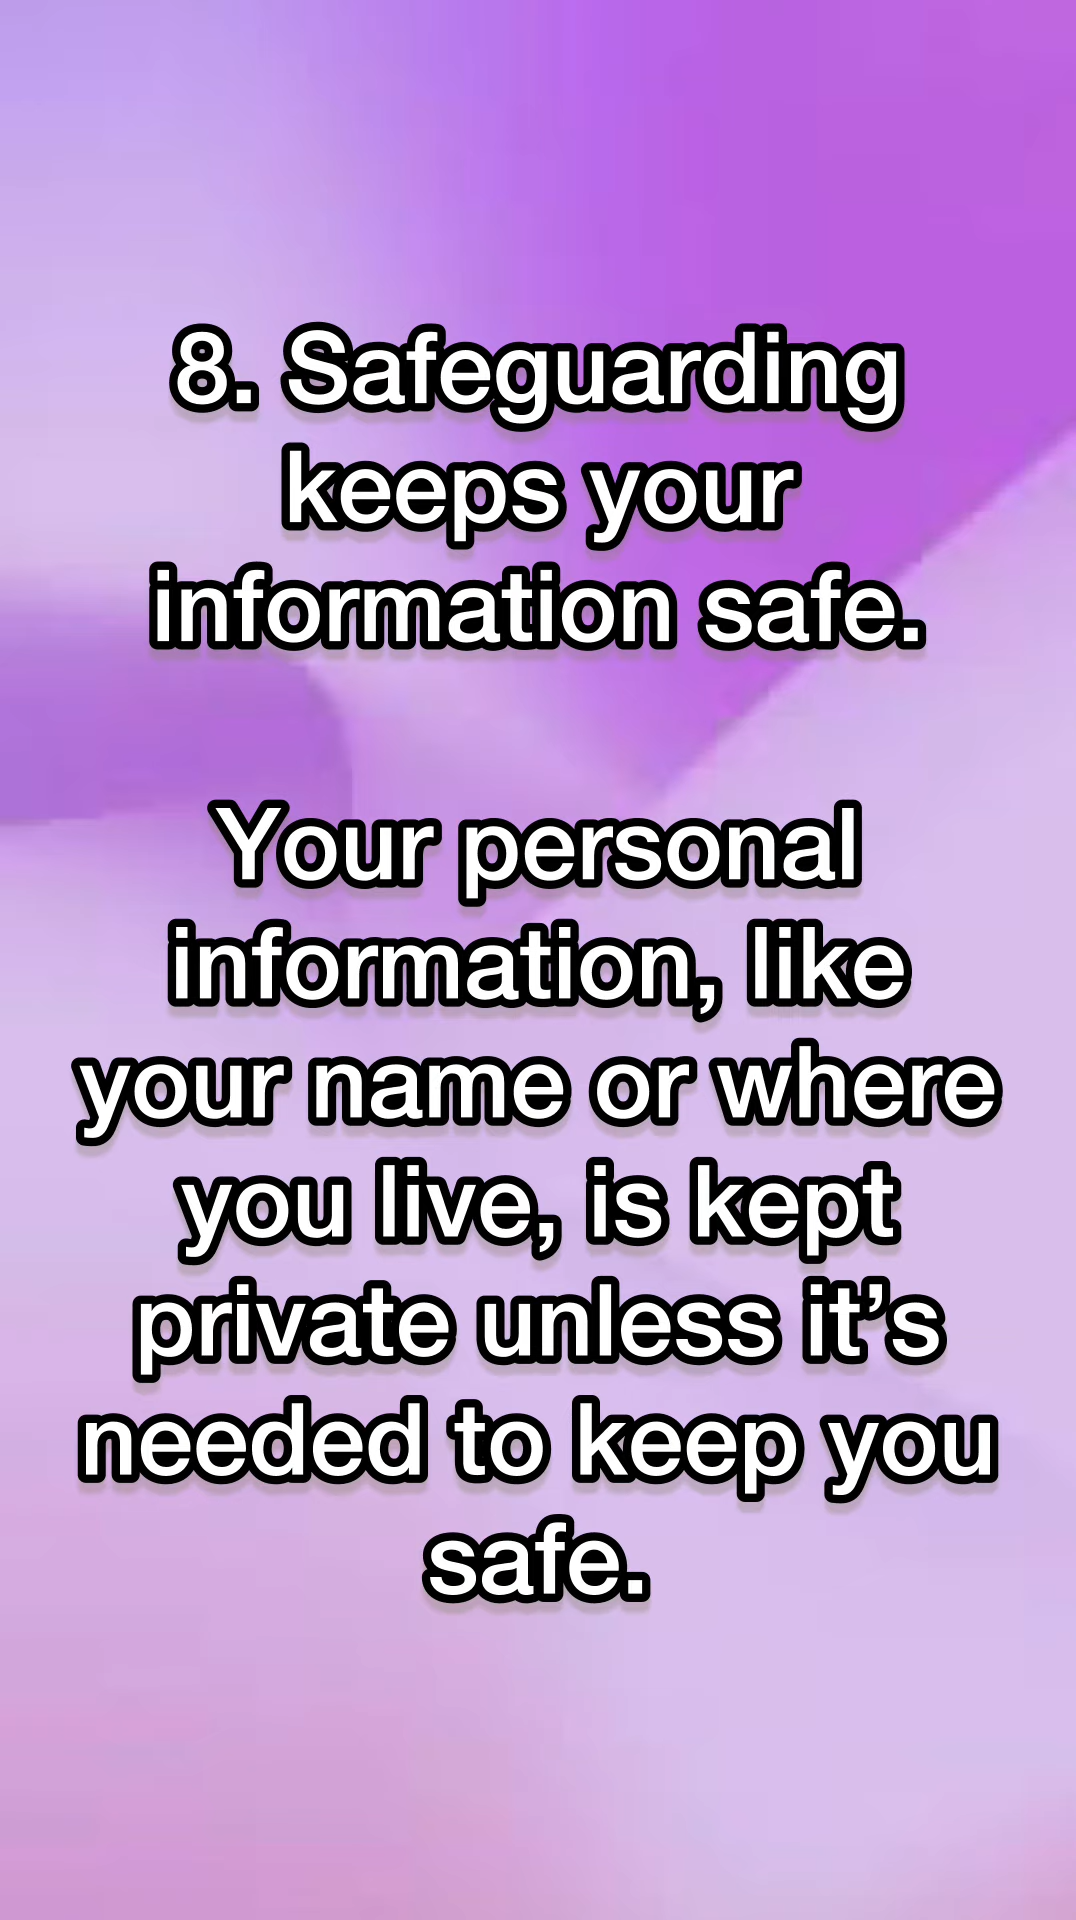 8. Safeguarding
keeps your
information safe.
Your personal
information, like
your name or where
you live, is kept
private unless it’s
needed to keep you
safe.